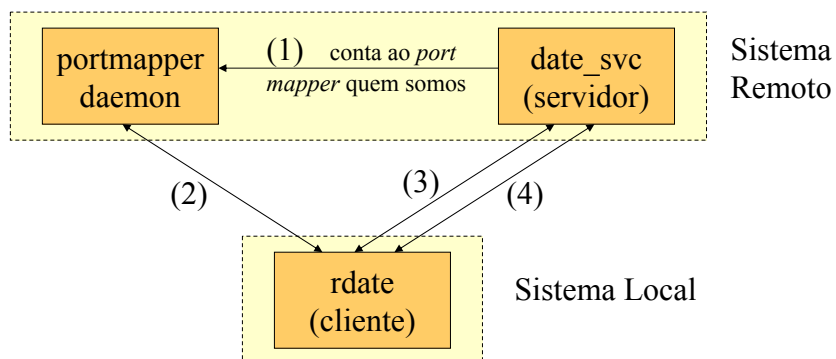 portmapper
daemon
(1) conta ao port
mapper quem somos
date_svc
(servidor)
Sistema
Remoto
(2)
(3)
(4)
rdate
(cliente)
Sistema Local